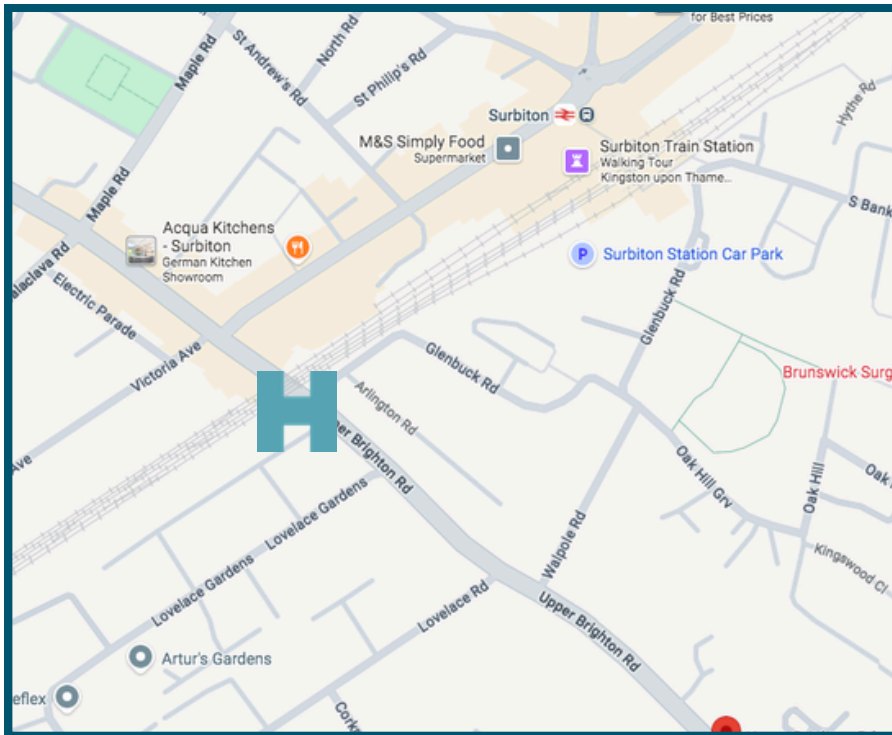 for Best Prices
Maple Rd
St Andrew's Rd
North Rd
St Philip's Rd
Hythe Rd
Surbiton
M&S Simply Food
Supermarket
Surbiton Train Station
Walking Tour
Kingston upon Thame...
Maple Rd
S Bank
Acqua Kitchens
- Surbiton
German Kitchen
Showroom
P
Surbiton Station Car Park
alaclava Rd
Electric Parade
Glenbuck Rd
Victoria Ave
Glenbuck Rd
Brunswick Surg
H
Arlington Rd
per Brighton Rd
Ave
Oak Hill Grv
Oak Hill
Oak
Lovelace Gardens
Walpole Rd
Kingswood Cl
Lovelace Gardens
Lovelace Rd
Upper Brighton Rd
Artur's Gardens
eflex